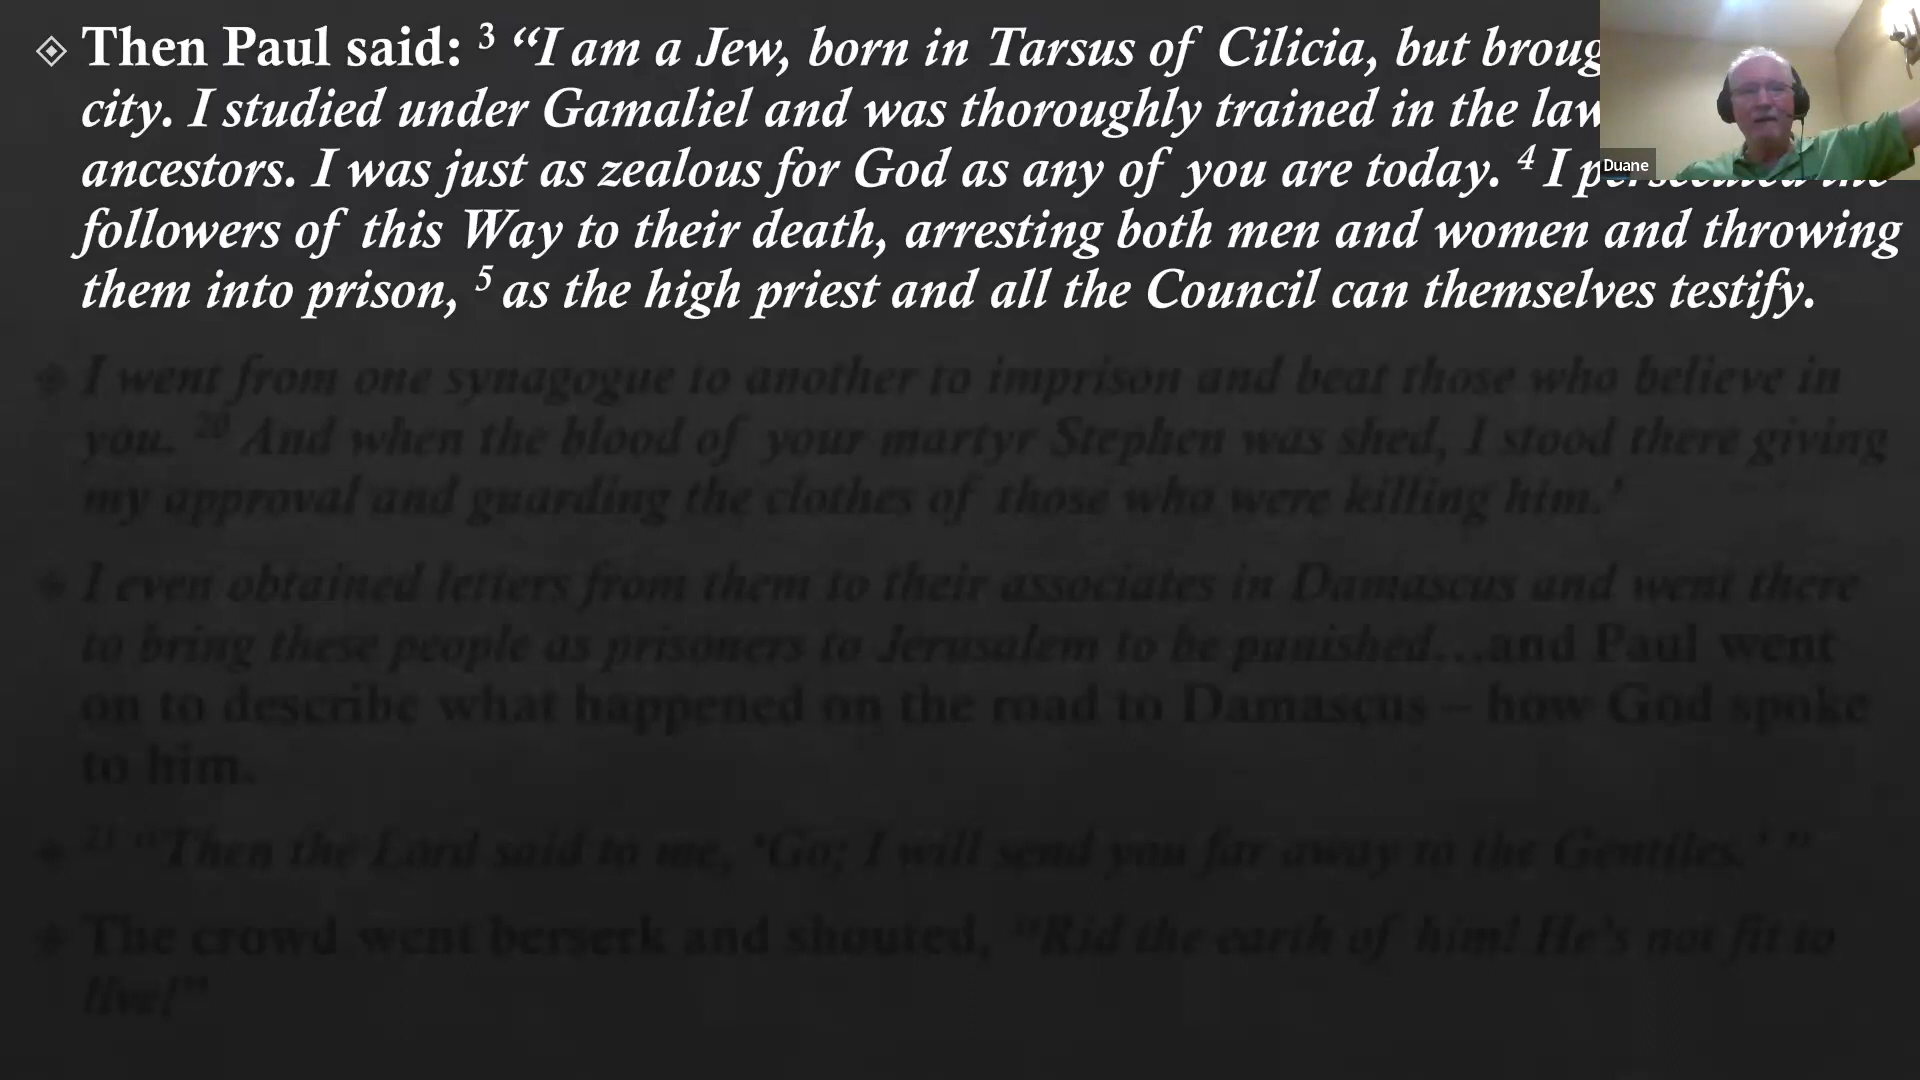 Then Paul said: 3 “I am a Jew, born in Tarsus of Cilicia, but broug
city. I studied under Gamaliel and was thoroughly trained in the law
ancestors. I was just as zealous for God as any of you are today. 4 I persecuted the
followers of this Way to their death, arresting both men and women and throwing
them into prison, 5 as the high priest and all the Council can themselves testify.
I went from one synagogue to another to imprison and beat those who believe in
you. 20 And when the blood of your martyr Stephen was shed, I stood there giving
my approval and guarding the clothes of those who were killing him.’
I even obtained letters from them to their associates in Damascus and went there
to bring these people as prisoners to Jerusalem to be punished…and Paul went
on to describe what happened on the road to Damascus – how God spoke
to him.
21 “Then the Lord said to me, ‘Go; I will send you far away to the Gentiles.’ ”
The crowd went berserk and shouted, “Rid the earth of him! He’s not fit to
live!”
Duane